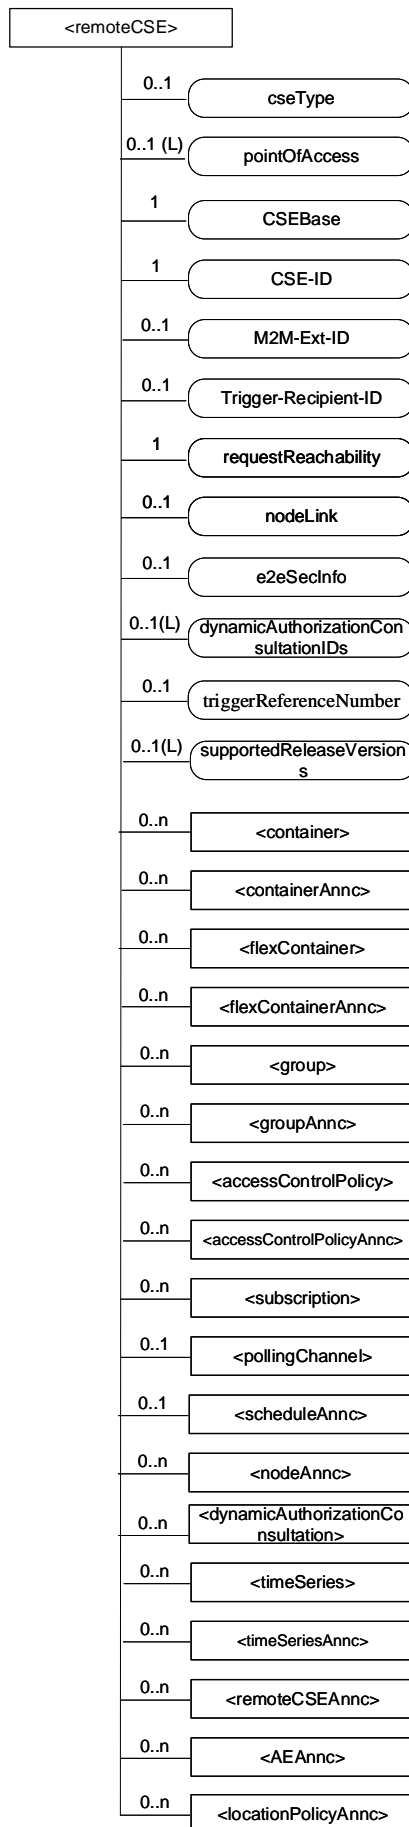 <remoteCSE>
0..1
cseType
0..1 (L)
pointOfAccess
1
CSEBase
1
CSE-ID
0..1
M2M-Ext-ID
0..1
Trigger-Recipient-ID
1
requestReachability
0..1
nodeLink
0..1
e2eSecInfo
0..1(L)
dynamicAuthorizationCon
sultationIDs
0..1
triggerReferenceNumber
0..1(L)
supportedReleaseVersion
s
0..n
<container>
0..n
<containerAnnc>
0..n
<flexContainer>
0..n
<flexContainerAnnc>
0..n
<group>
0..n
<groupAnnc>
0..n
<accessControlPolicy>
0..n
<accessControlPolicyAnnc>
0..n
<subscription>
0..1
<pollingChannel>
0..1
<scheduleAnnc>
0..n
<nodeAnnc>
0..n
<dynamicAuthorizationCo
nsultation>
0..n
<timeSeries>
0..n
<timeSeriesAnnc>
0..n
<remoteCSEAnnc>
0..n
<AEAnnc>
0..n
<locationPolicyAnnc>